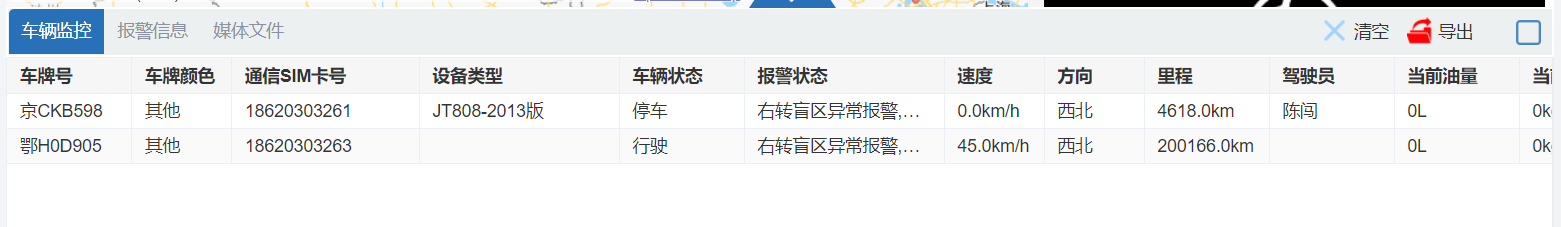 上海
车辆监控 报警信息 媒体文件 清空 导出
车牌号 车牌颜色 通信SIM卡号 设备类型 车辆状态 报警状态 速度 方向 里程 驾驶员 当前油量
京CKB598 其他 18620303261 JT808-2013版 停车 右转盲区异常报警,... 0.0km/h 西北 4618.0km 陈闯 0L
鄂H0D905 其他 18620303263 行驶 右转盲区异常报警,... 45.0km/h 西北 200166.0km 0L